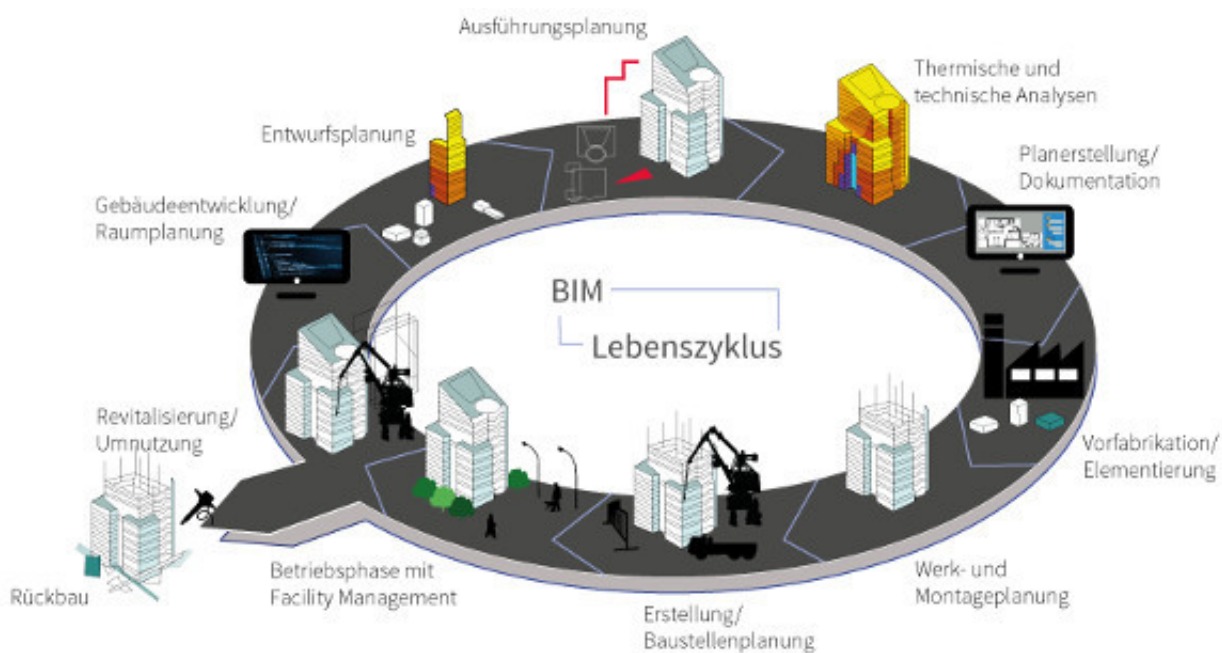 Ausführungsplanung
Thermische und
technische Analysen
Entwurfsplanung
Planerstellung/
Dokumentation
Gebäudeentwicklung/
Raumplanung
BIM
Lebenszyklus
Revitalisierung/
Umnutzung
Vorfabrikation/
Elementierung
Rückbau
Betriebsphase mit
Facility Management
Werk- und
Montageplanung
Erstellung/
Baustellenplanung